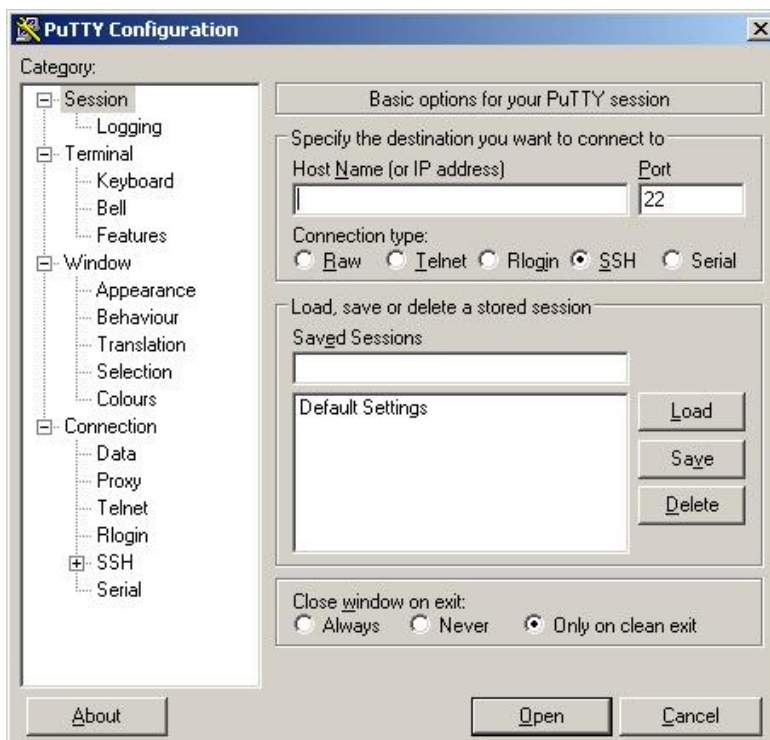 PuTTY Configuration
Category:
Session
Logging
Terminal
Keyboard
Bell
Features
Window
Appearance
Behaviour
Translation
Selection
Colours
Connection
Data
Proxy
Telnet
Rlogin
SSH
Serial
Basic options for your PuTTY session
Specify the destination you want to connect to
Host Name (or IP address) Port
22
Connection type:
Raw Telnet Rlogin SSH Serial
Load, save or delete a stored session
Saved Sessions
Default Settings
Load
Save
Delete
Close window on exit:
Always Never Only on clean exit
About Open Cancel